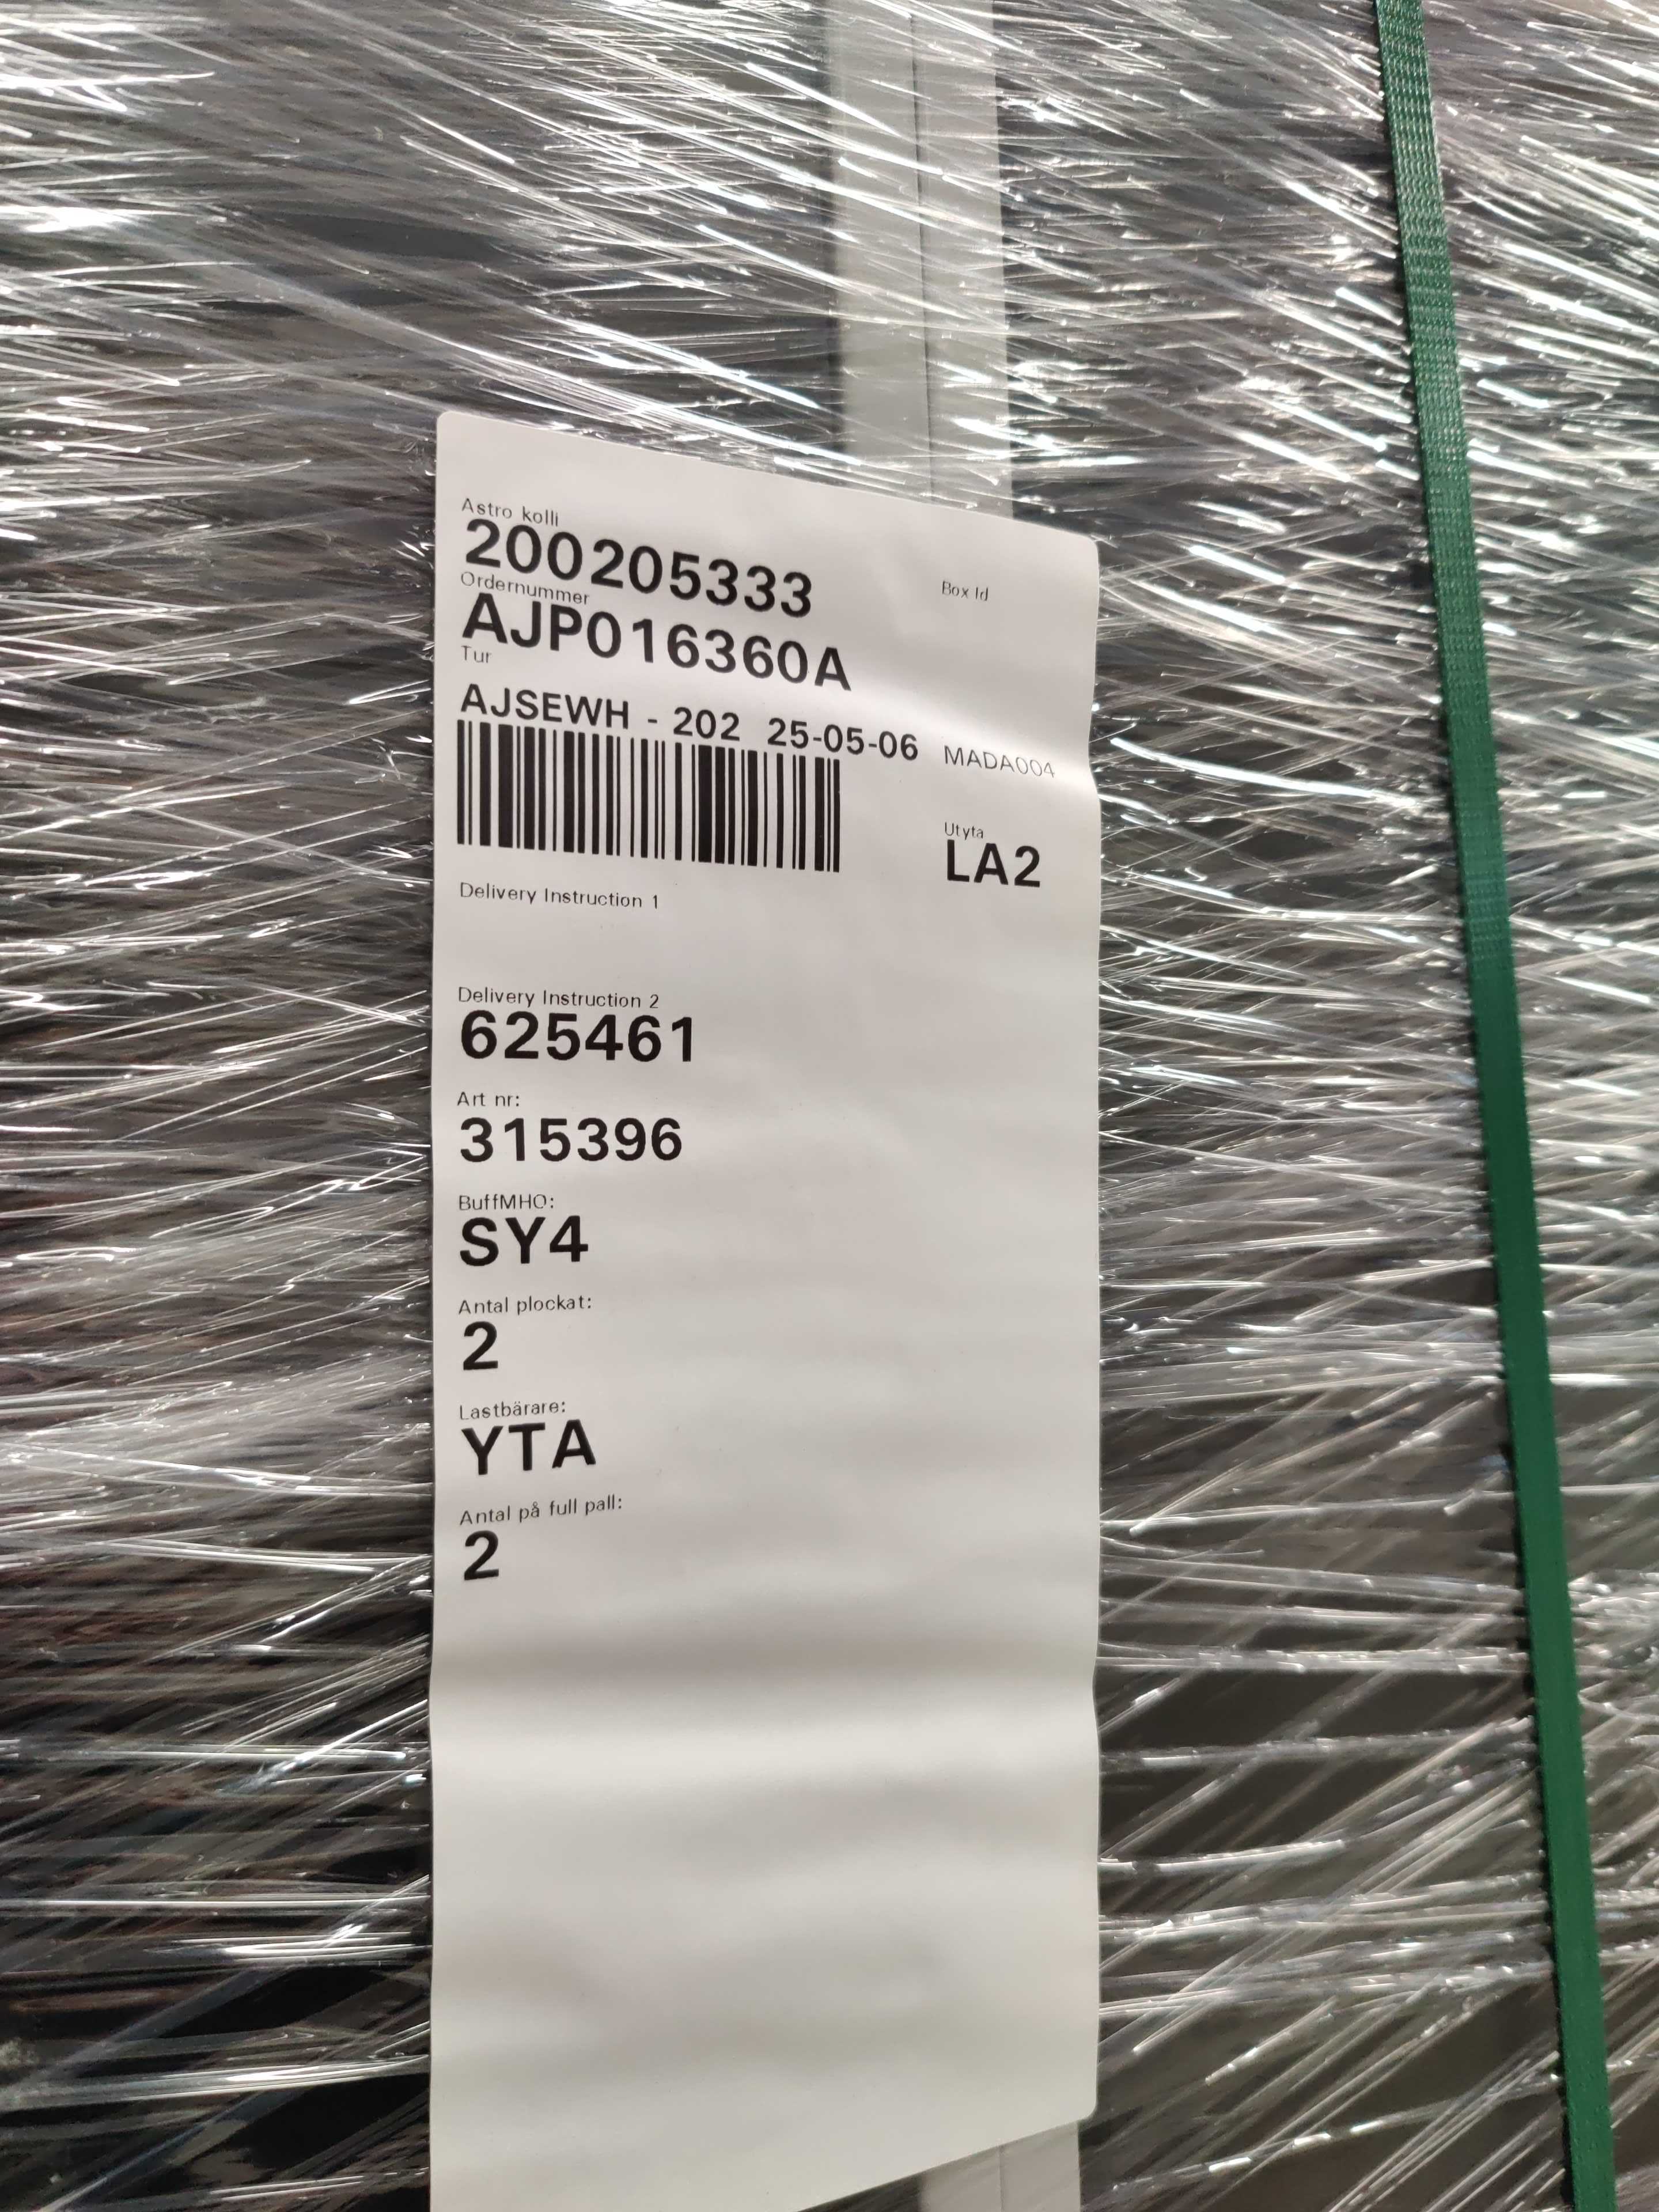 Astro kolli
200205333
Box Id
Ordernummer
AJP016360A
Tur
AJSEWH - 202 25-05-06 MADA004
Utyta
LA2
Delivery Instruction 1
Delivery Instruction 2
625461
Art nr:
315396
BuffMHO:
SY4
Antal plockat:
2
Lastbärare:
YTA
Antal på full pall:
2